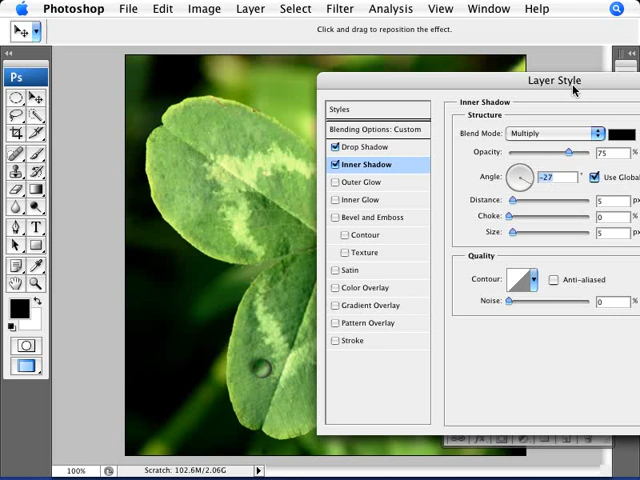 Photoshop File Edit Image Layer Select Filter Analysis View Window Help
Click and drag to reposition the effect.
Ps
Layer Style
Styles
Blending Options: Custom
Drop Shadow
Inner Shadow
Outer Glow
Inner Glow
Bevel and Emboss
Contour
Texture
Satin
Color Overlay
Gradient Overlay
Pattern Overlay
Stroke
Inner Shadow
Structure
Blend Mode: Multiply
Opacity: 75 %
Angle: -27 ° Use Global
Distance: 5 px
Choke: 0 %
Size: 5 px
Quality
Contour: Anti-aliased
Noise: 0 %
100% Scratch: 102.6M/2.06G